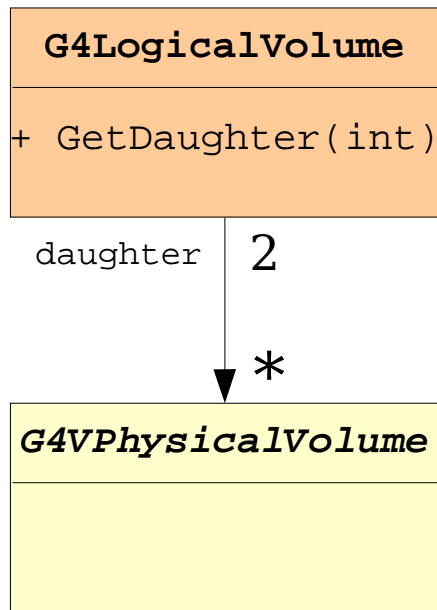 G4LogicalVolume
+ GetDaughter(int)
daughter 2
*
G4VPhysicalVolume